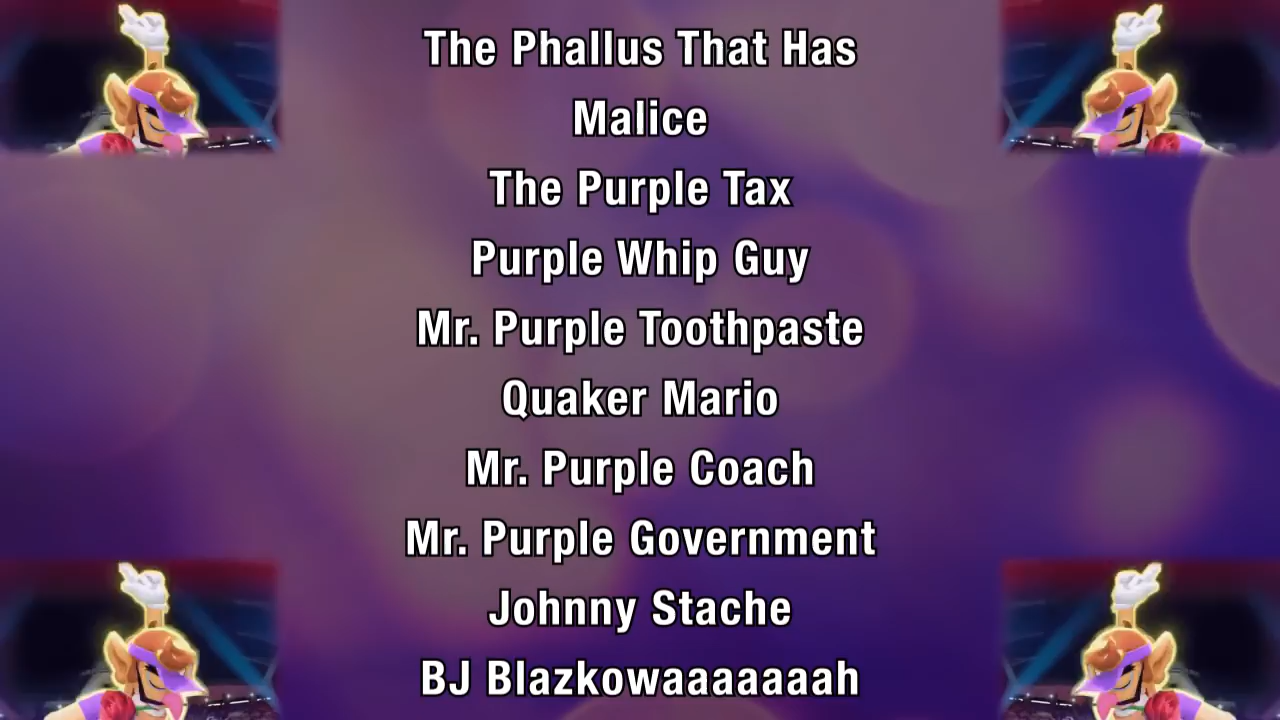 The Phallus That Has
Malice
The Purple Tax
Purple Whip Guy
Mr. Purple Toothpaste
Quaker Mario
Mr. Purple Coach
Mr. Purple Government
Johnny Stache
BJ Blazkowaaaaaaah